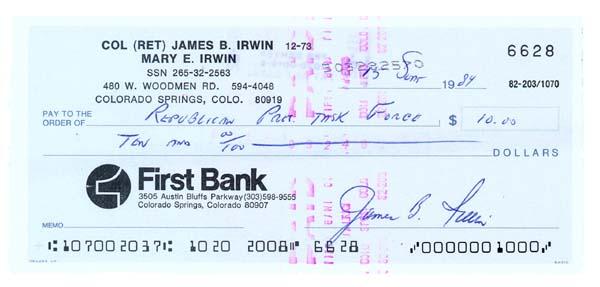 COL (RET) JAMES B. IRWIN 12-73
MARY E. IRWIN
SSN 265-32-2563
480 W. WOODMEN RD. 594-4048
COLORADO SPRINGS, COLO. 80919
6628
1984
82-203/1070
PAY TO THE ORDER OF Republican Task Force $ 10.00
Ten and 00/100 DOLLARS
First Bank
3505 Austin Bluffs Parkway (303)598-9555
Colorado Springs, Colorado 80907
James B. Irwin
MEMO
⑆107002037⑆ 1020 2008⑈ 6628 ⑈0000001000⑈